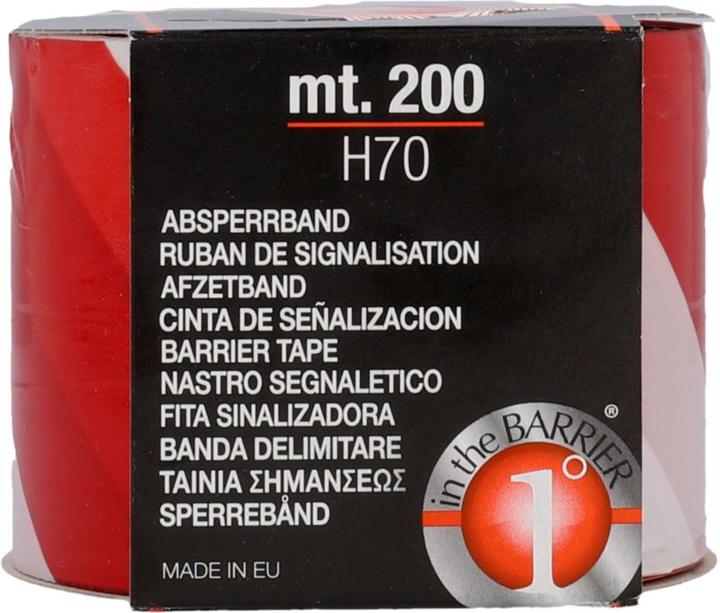 mt. 200
H70
ABSPERRBAND
RUBAN DE SIGNALISATION
AFZETBAND
CINTA DE SEÑALIZACION
BARRIER TAPE
NASTRO SEGNALETICO
FITA SINALIZADORA
BANDA DELIMITARE
ΤΑΙΝΙΑ ΣΗΜΑΝΣΕΩΣ
SPERREBÅND
in the BARRIER ®
1°
MADE IN EU